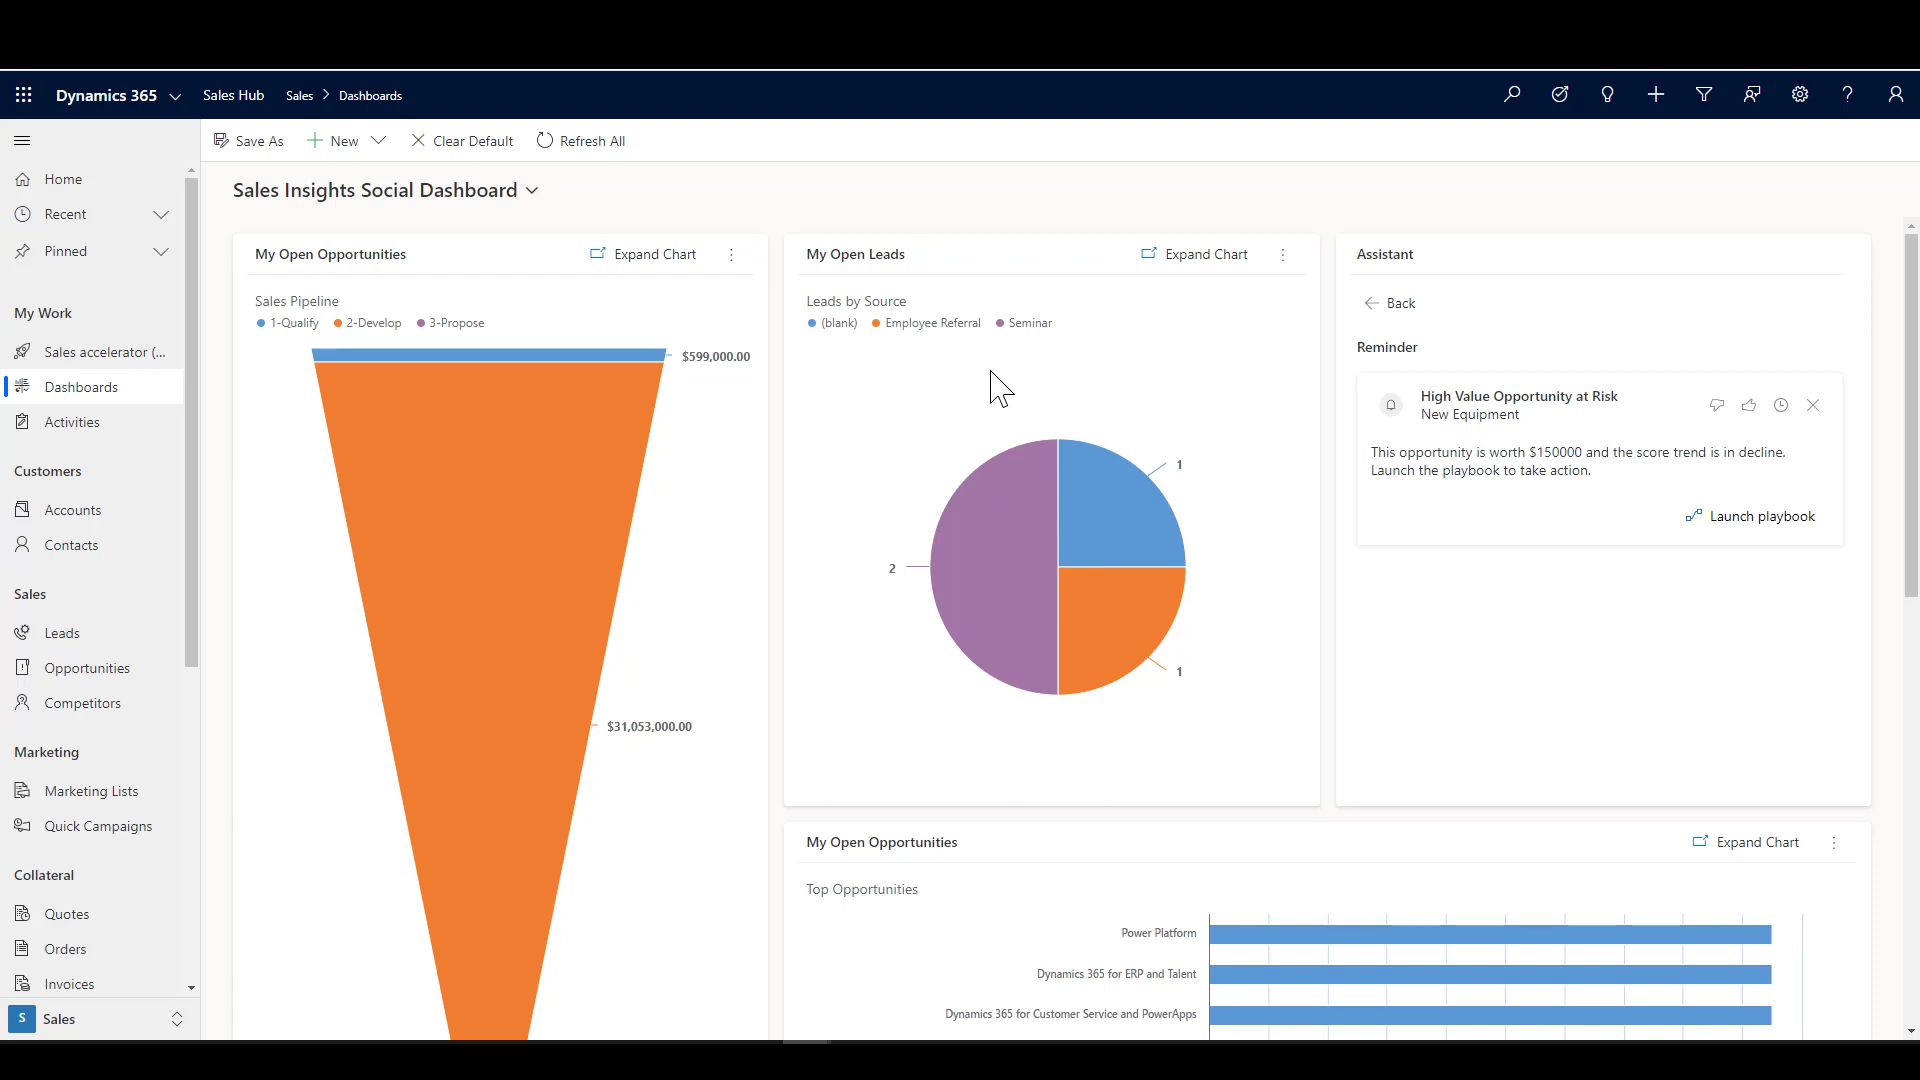 Dynamics 365
Sales Hub
Sales > Dashboards
Save As
New
Clear Default
Refresh All
Home
Recent
Pinned
My Work
Sales accelerator (...
Dashboards
Activities
Customers
Accounts
Contacts
Sales
Leads
Opportunities
Competitors
Marketing
Marketing Lists
Quick Campaigns
Collateral
Quotes
Orders
Invoices
S Sales
Sales Insights Social Dashboard
My Open Opportunities
Expand Chart
Sales Pipeline
1-Qualify 2-Develop 3-Propose
$599,000.00
$31,053,000.00
My Open Leads
Expand Chart
Leads by Source
(blank) Employee Referral Seminar
1
2
1
Assistant
Back
Reminder
High Value Opportunity at Risk
New Equipment
This opportunity is worth $150000 and the score trend is in decline.
Launch the playbook to take action.
Launch playbook
My Open Opportunities
Expand Chart
Top Opportunities
Power Platform
Dynamics 365 for ERP and Talent
Dynamics 365 for Customer Service and PowerApps